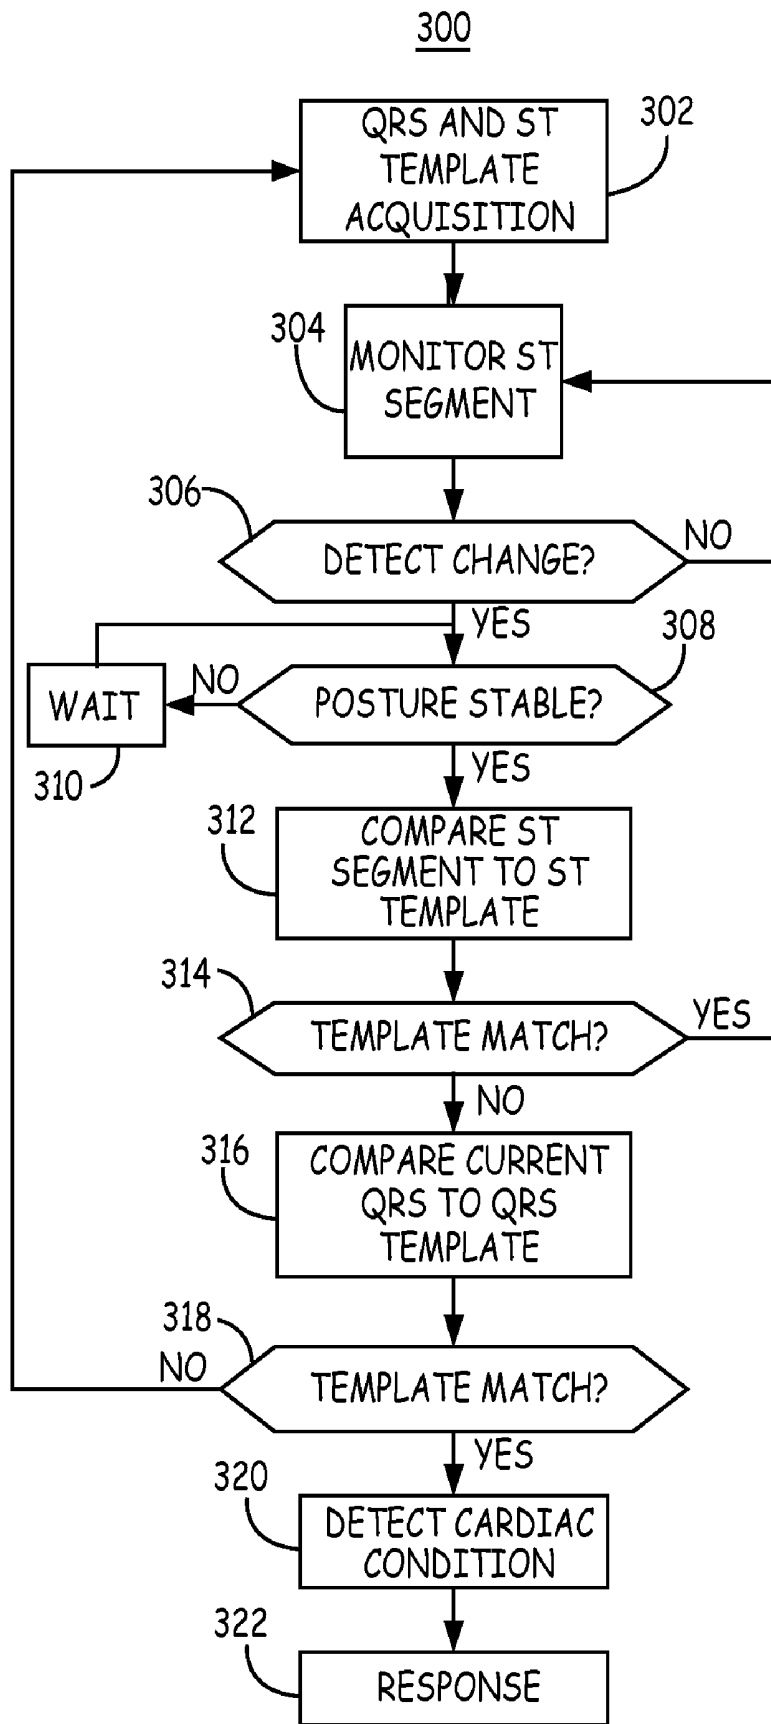 300
QRS AND ST
TEMPLATE
ACQUISITION
302
304
MONITOR ST
SEGMENT
306
DETECT CHANGE?
NO
YES
308
NO
POSTURE STABLE?
WAIT
310
YES
312
COMPARE ST
SEGMENT TO ST
TEMPLATE
314
TEMPLATE MATCH?
YES
NO
316
COMPARE CURRENT
QRS TO QRS
TEMPLATE
318
NO
TEMPLATE MATCH?
YES
320
DETECT CARDIAC
CONDITION
322
RESPONSE